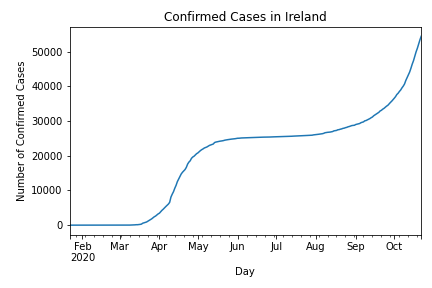 Confirmed Cases in Ireland
Number of Confirmed Cases
50000
40000
30000
20000
10000
0
Feb Mar Apr May Jun Jul Aug Sep Oct
2020
Day